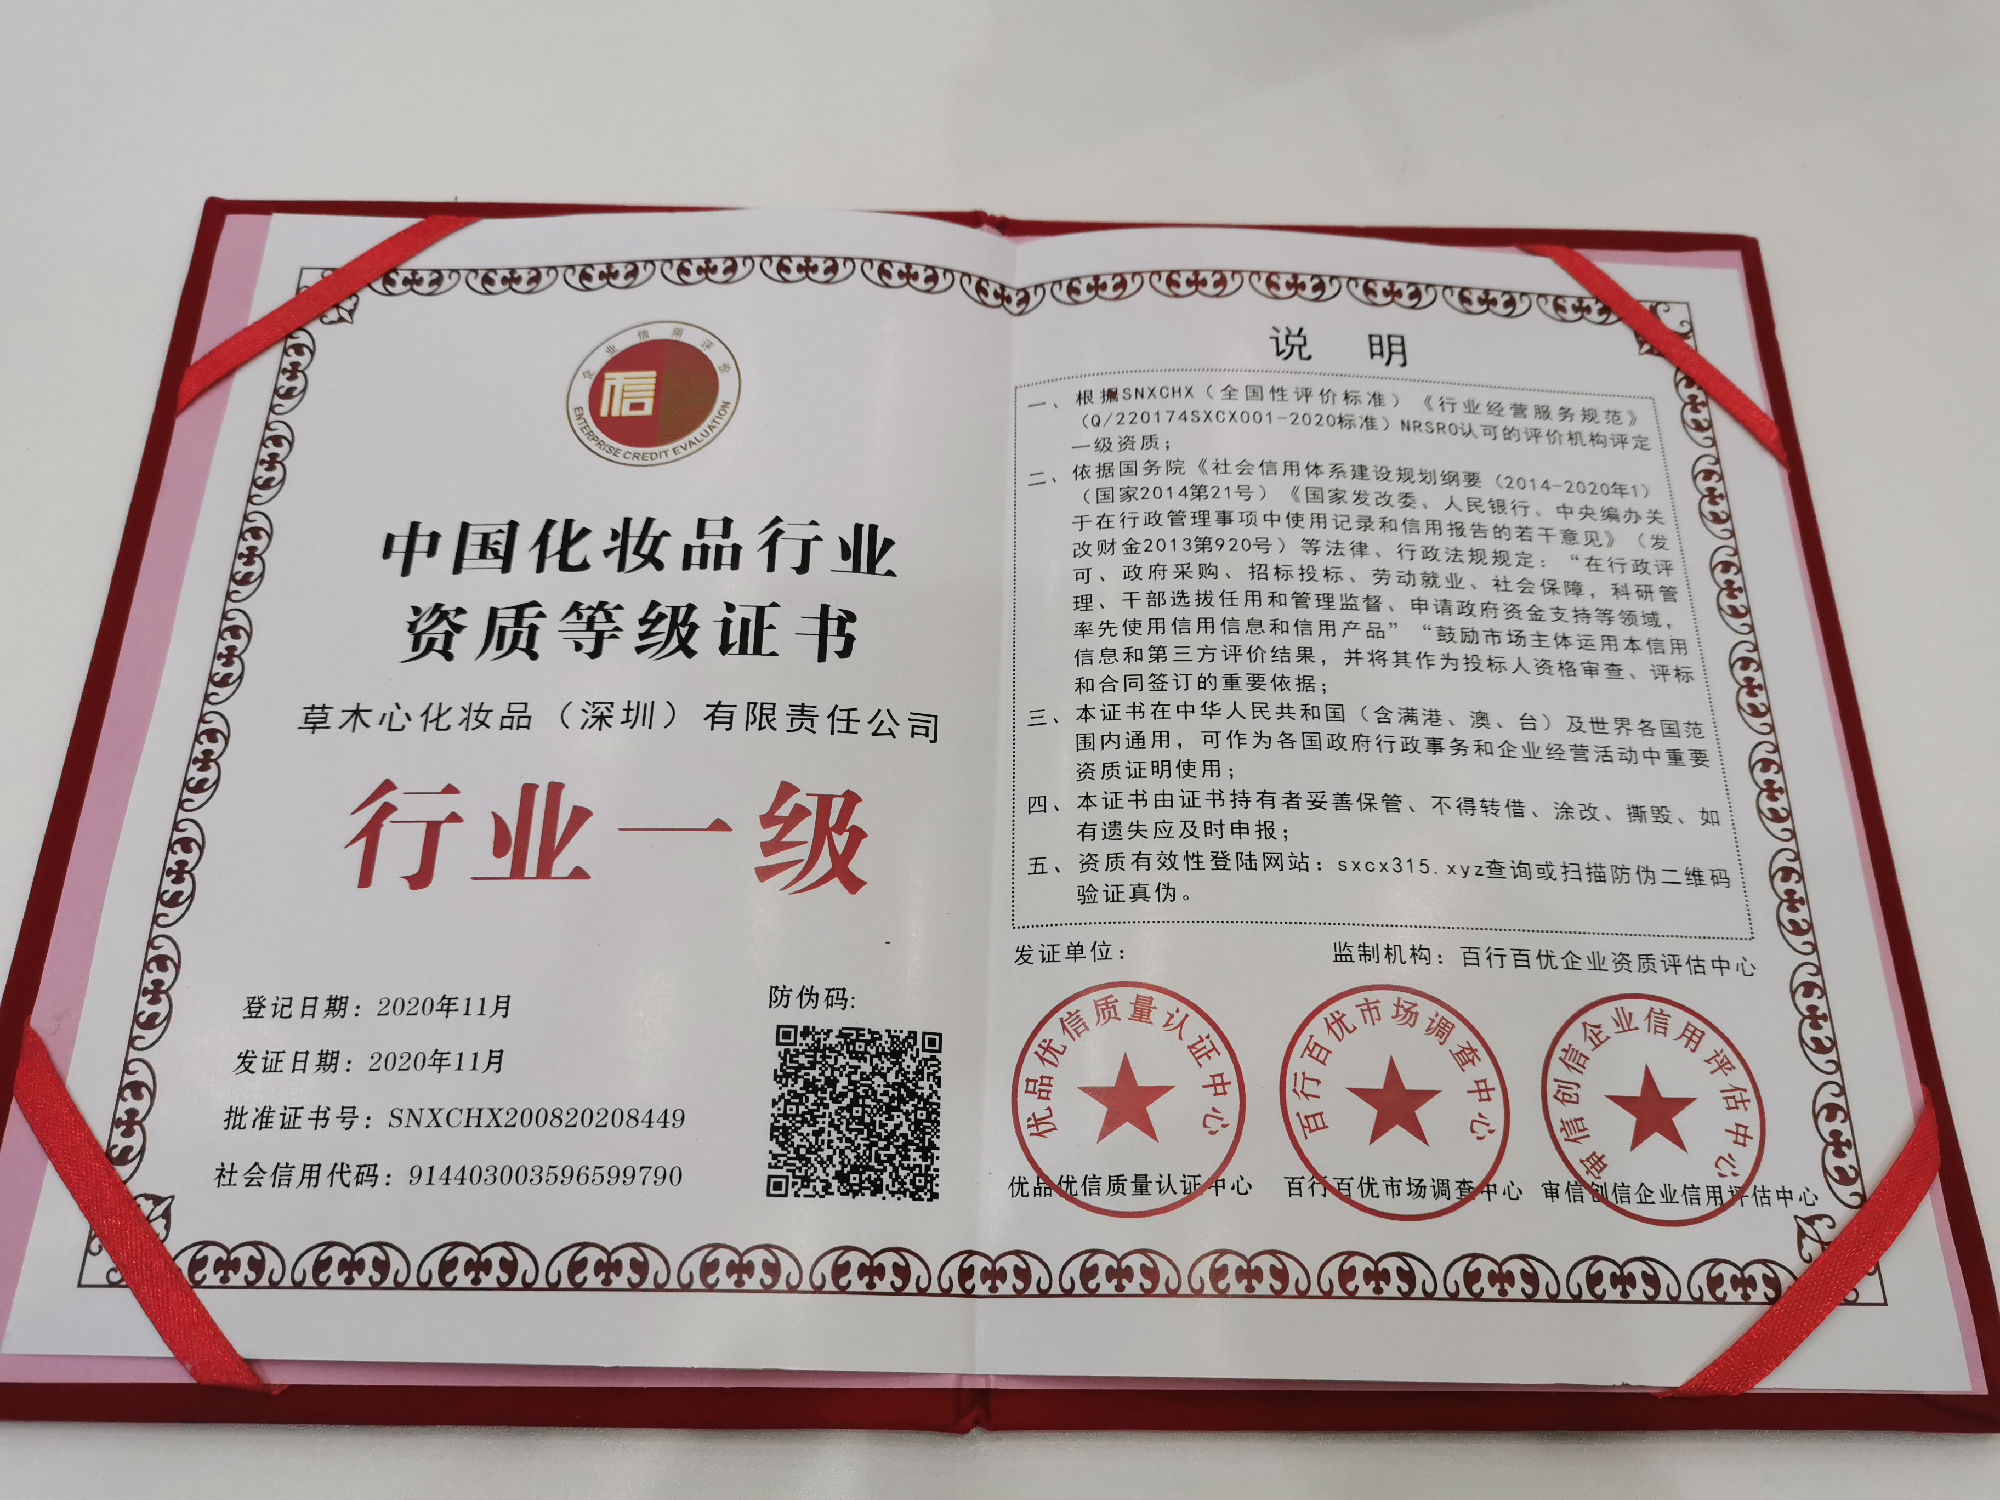 企业信用评价
信
ENTERPRISE CREDIT EVALUATION
中国化妆品行业
资质等级证书
草木心化妆品（深圳）有限责任公司
行业一级
登记日期：2020年11月
发证日期：2020年11月
批准证书号：SNXCHX200820208449
社会信用代码：914403003596599790
防伪码:
说 明
一、根据SNXCHX（全国性评价标准）《行业经营服务规范》
（Q/220174SXCX001-2020标准）NRSRO认可的评价机构评定
一级资质；
二、依据国务院《社会信用体系建设规划纲要（2014-2020年1）
（国家2014第21号）《国家发改委、人民银行、中央编办关
于在行政管理事项中使用记录和信用报告的若干意见》（发
改财金2013第920号）等法律、行政法规规定：“在行政评
可、政府采购、招标投标、劳动就业、社会保障，科研管
理、干部选拔任用和管理监督、申请政府资金支持等领域，
率先使用信用信息和信用产品”“鼓励市场主体运用本信用
信息和第三方评价结果，并将其作为投标人资格审查、评标
和合同签订的重要依据；
三、本证书在中华人民共和国（含满港、澳、台）及世界各国范
围内通用，可作为各国政府行政事务和企业经营活动中重要
资质证明使用；
四、本证书由证书持有者妥善保管、不得转借、涂改、撕毁、如
有遗失应及时申报；
五、资质有效性登陆网站：sxcx315.xyz查询或扫描防伪二维码
验证真伪。
发证单位：
监制机构：百行百优企业资质评估中心
优品优信质量认证中心
百行百优市场调查中心
审信创信企业信用评估中心
优品优信质量认证中心
百行百优市场调查中心
审信创信企业信用评估中心